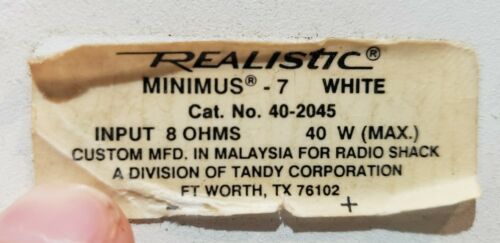 REALISTIC®
MINIMUS® - 7 WHITE
Cat. No. 40-2045
INPUT 8 OHMS 40 W (MAX.)
CUSTOM MFD. IN MALAYSIA FOR RADIO SHACK
A DIVISION OF TANDY CORPORATION
FT WORTH, TX 76102
+